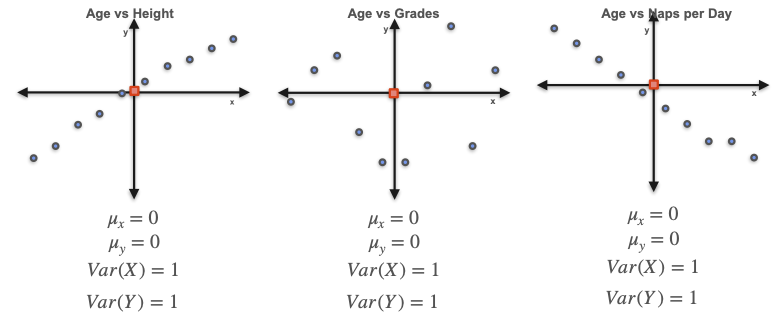 Age vs Height
y
x
μx = 0
μy = 0
Var(X) = 1
Var(Y) = 1
Age vs Grades
y
x
μx = 0
μy = 0
Var(X) = 1
Var(Y) = 1
Age vs Naps per Day
y
x
μx = 0
μy = 0
Var(X) = 1
Var(Y) = 1